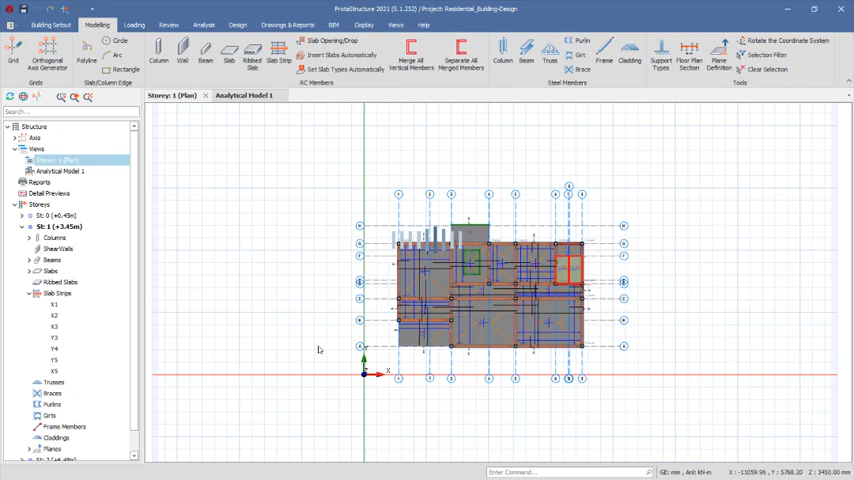 ProtaStructure 2021 (5.1.252) / Project: Residential_Building-Design
Building Setout Modelling Loading Review Analysis Design Drawings & Reports BIM Display Views Help
Grid
Orthogonal Axis Generator
Polyline
Circle
Arc
Rectangle
Column
Wall
Beam
Slab
Ribbed Slab
Slab Strip
Slab Opening/Drop
Insert Slabs Automatically
Set Slab Types Automatically
Merge All Vertical Members
Separate All Merged Members
Column
Beam
Truss
Purlin
Girt
Brace
Frame
Cladding
Support Types
Floor Plan Section
Plane Definition
Rotate the Coordinate System
Selection Filter
Clear Selection
Grids
Slab/Column Edge
RC Members
Steel Members
Tools
Storey: 1 (Plan)
Analytical Model 1
Search...
Structure
Axis
Views
Storey: 1 (Plan)
Analytical Model 1
Reports
Detail Previews
Storeys
St: 0 (+0.45m)
St: 1 (+3.45m)
Columns
ShearWalls
Beams
Slabs
Ribbed Slabs
Slab Strips
X1
X2
X3
Y3
Y4
Y5
X5
Trusses
Braces
Purlins
Girts
Frame Members
Claddings
Planes
Y
X
Enter Command...
GE: mm, Anl: kN-m
X : -11059.96, Y : 5768.20
Z : 3450.00 mm